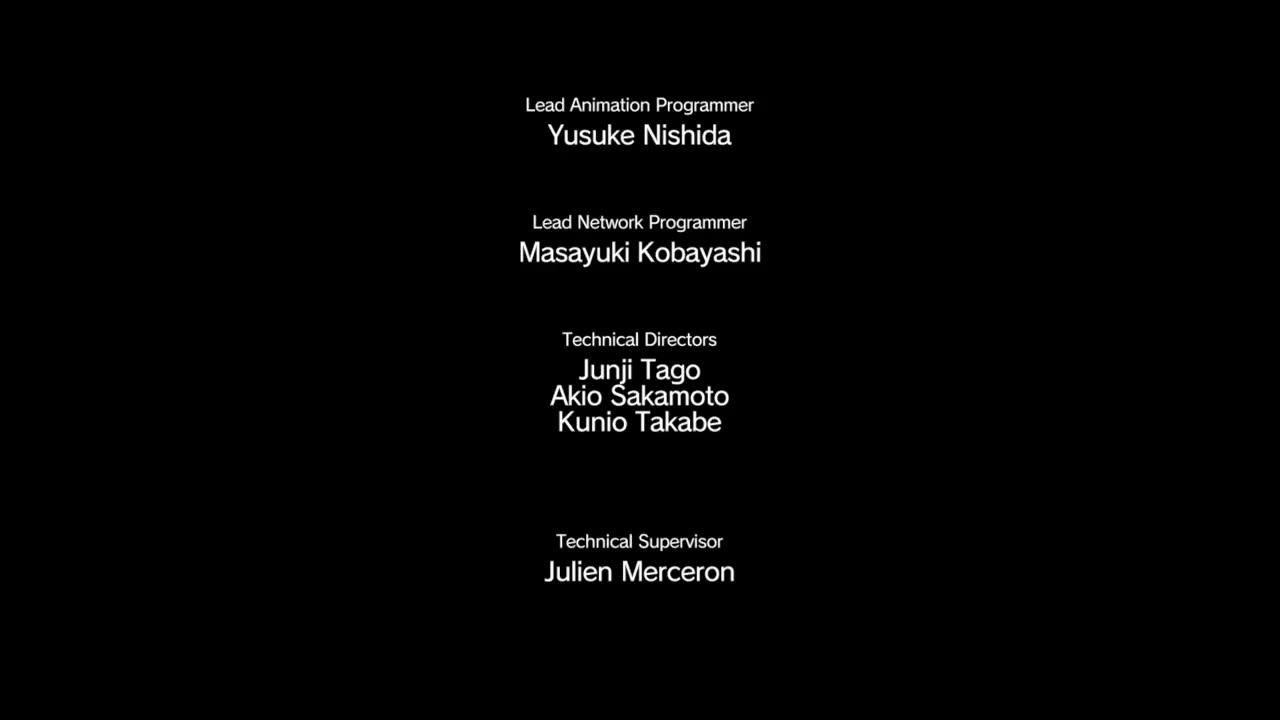 Lead Animation Programmer
Yusuke Nishida
Lead Network Programmer
Masayuki Kobayashi
Technical Directors
Junji Tago
Akio Sakamoto
Kunio Takabe
Technical Supervisor
Julien Merceron